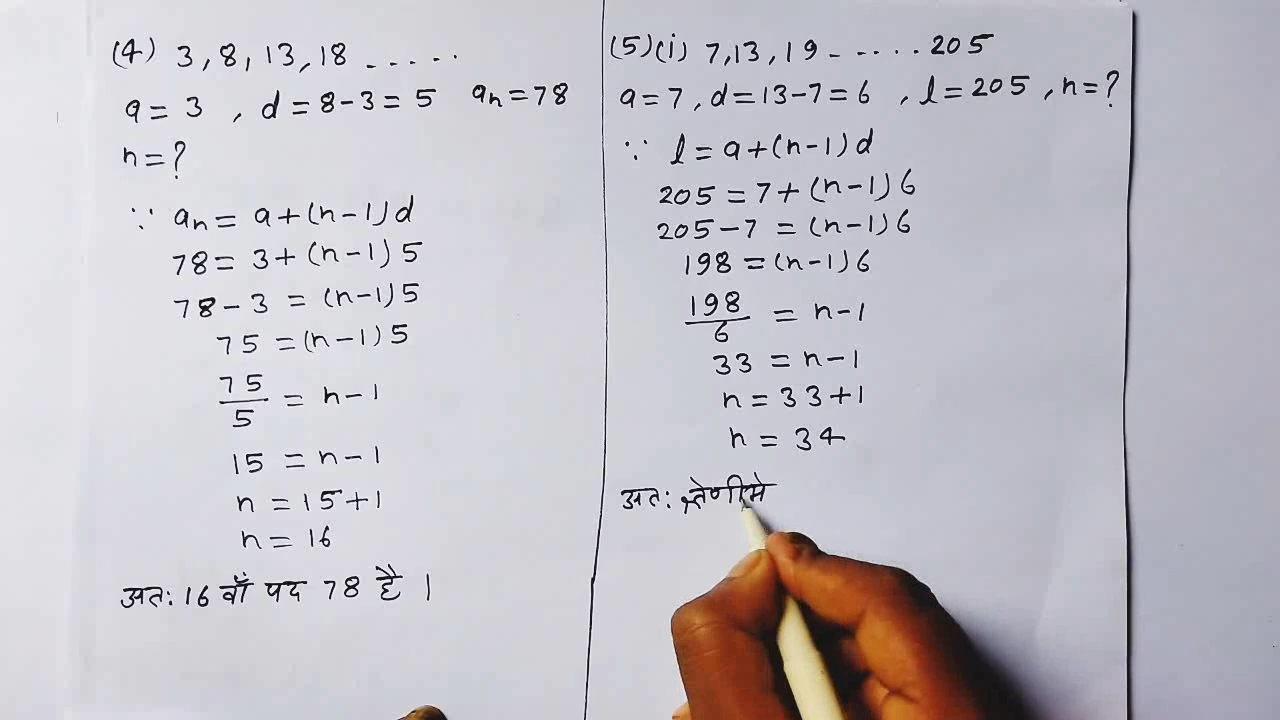 (4) 3, 8, 13, 18 - - - - - . .
a = 3 , d = 8 - 3 = 5 an = 78
n = ?
∵ an = a + (n - 1) d
78 = 3 + (n - 1) 5
78 - 3 = (n - 1) 5
75 = (n - 1) 5
75/5 = n - 1
15 = n - 1
n = 15 + 1
n = 16
अतः 16 वाँ पद 78 है ।
(5) (i) 7, 13, 19 - - . . . . 205
a = 7 , d = 13 - 7 = 6 , l = 205 , n = ?
∵ l = a + (n - 1) d
205 = 7 + (n - 1) 6
205 - 7 = (n - 1) 6
198 = (n - 1) 6
198/6 = n - 1
33 = n - 1
n = 33 + 1
n = 34
अतः श्रेणी मे